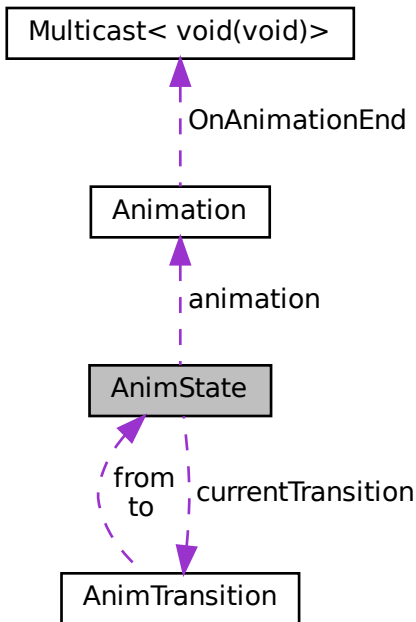 Multicast< void(void)>
OnAnimationEnd
Animation
animation
AnimState
from
to
currentTransition
AnimTransition